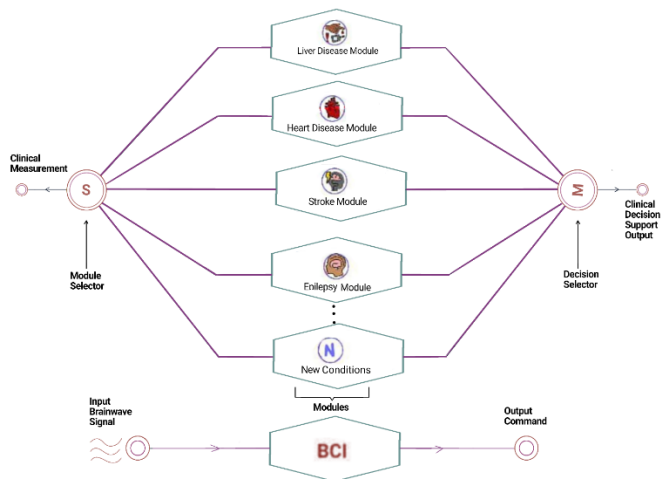 Liver Disease Module
Heart Disease Module
Clinical
Measurement
S
Stroke Module
M
Clinical
Decision
Support
Output
Module
Selector
Epilepsy Module
Decision
Selector
N
New Conditions
Modules
Input
Brainwave
Signal
BCI
Output
Command